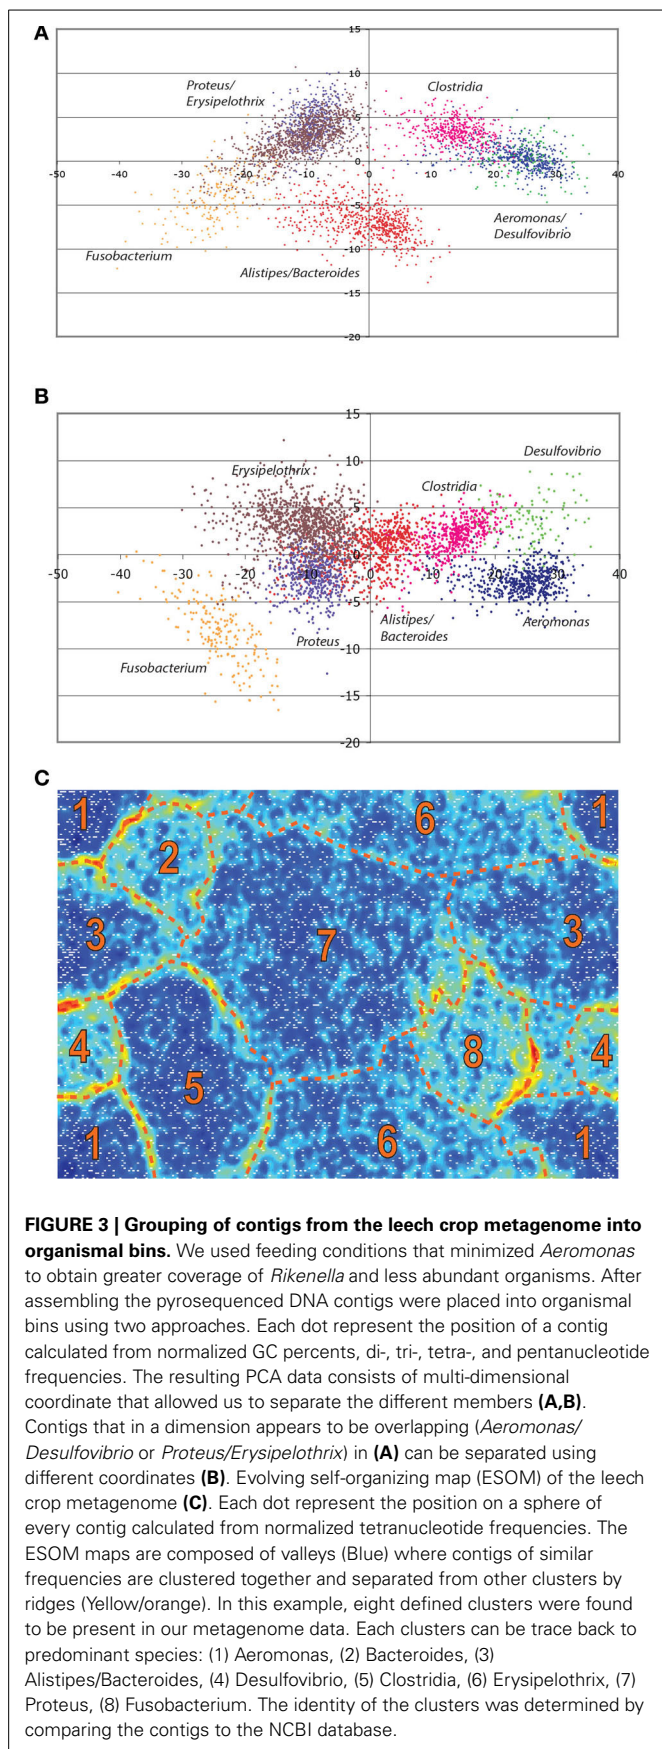 A
15
10
5
0
-5
-10
-15
-20
-50
-40
-30
-20
-10
0
10
20
30
40
Proteus/
Erysipelothrix
Clostridia
Aeromonas/
Desulfovibrio
Fusobacterium
Alistipes/Bacteroides
B
15
10
5
0
-5
-10
-15
-20
-50
-40
-30
-20
-10
0
10
20
30
40
Desulfovibrio
Erysipelothrix
Clostridia
Alistipes/
Bacteroides
Aeromonas
Proteus
Fusobacterium
C
1
6
1
2
3
7
3
4
8
4
5
1
6
1
FIGURE 3 | Grouping of contigs from the leech crop metagenome into
organismal bins. We used feeding conditions that minimized Aeromonas
to obtain greater coverage of Rikenella and less abundant organisms. After
assembling the pyrosequenced DNA contigs were placed into organismal
bins using two approaches. Each dot represent the position of a contig
calculated from normalized GC percents, di-, tri-, tetra-, and pentanucleotide
frequencies. The resulting PCA data consists of multi-dimensional
coordinate that allowed us to separate the different members (A,B).
Contigs that in a dimension appears to be overlapping (Aeromonas/
Desulfovibrio or Proteus/Erysipelothrix) in (A) can be separated using
different coordinates (B). Evolving self-organizing map (ESOM) of the leech
crop metagenome (C). Each dot represent the position on a sphere of
every contig calculated from normalized tetranucleotide frequencies. The
ESOM maps are composed of valleys (Blue) where contigs of similar
frequencies are clustered together and separated from other clusters by
ridges (Yellow/orange). In this example, eight defined clusters were found
to be present in our metagenome data. Each clusters can be trace back to
predominant species: (1) Aeromonas, (2) Bacteroides, (3)
Alistipes/Bacteroides, (4) Desulfovibrio, (5) Clostridia, (6) Erysipelothrix, (7)
Proteus, (8) Fusobacterium. The identity of the clusters was determined by
comparing the contigs to the NCBI database.